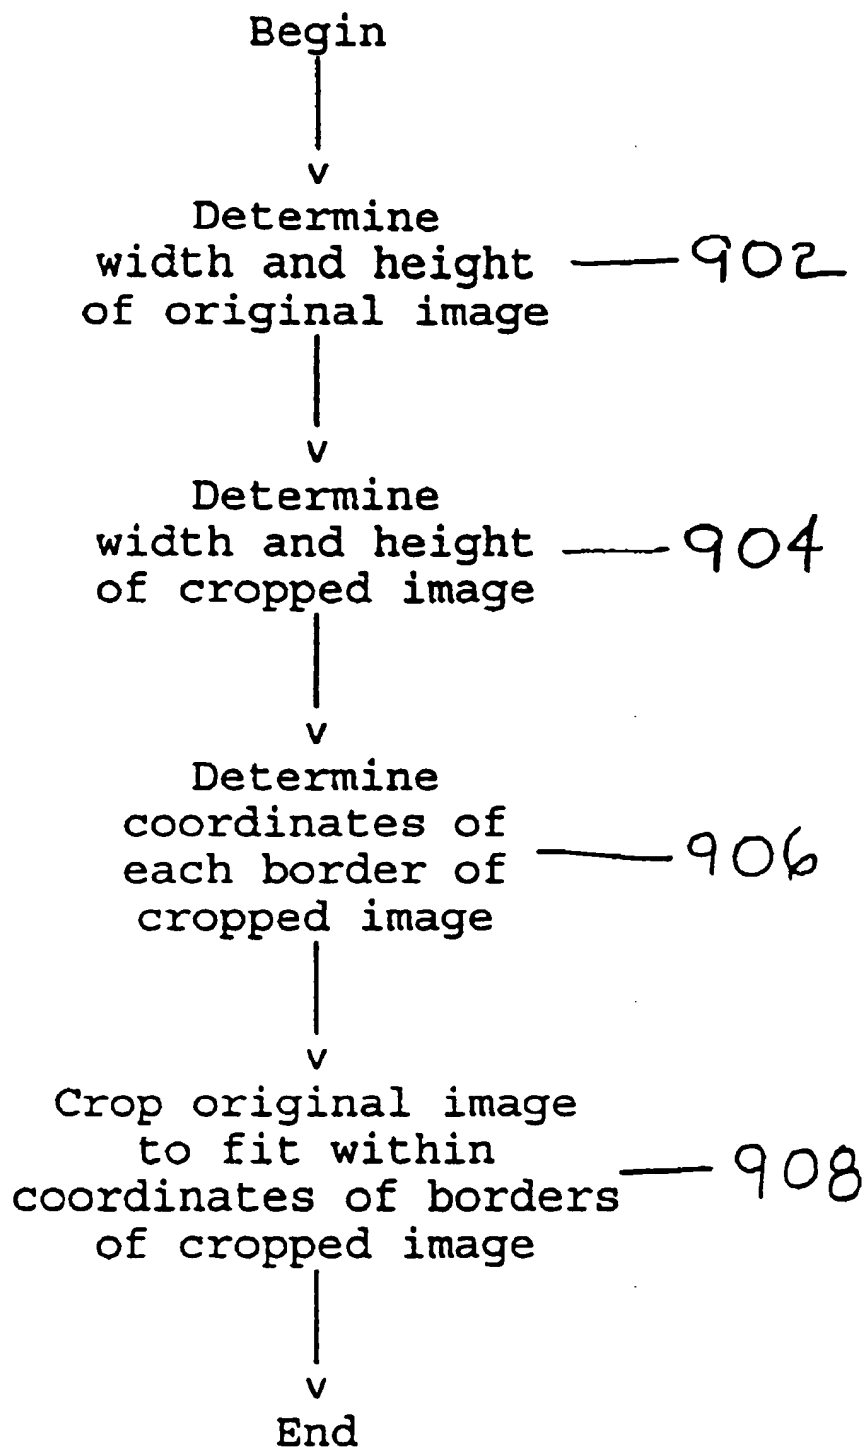 Begin
v
Determine
width and height — 902
of original image
v
Determine
width and height — 904
of cropped image
v
Determine
coordinates of
each border of — 906
cropped image
v
Crop original image
to fit within — 908
coordinates of borders
of cropped image
v
End